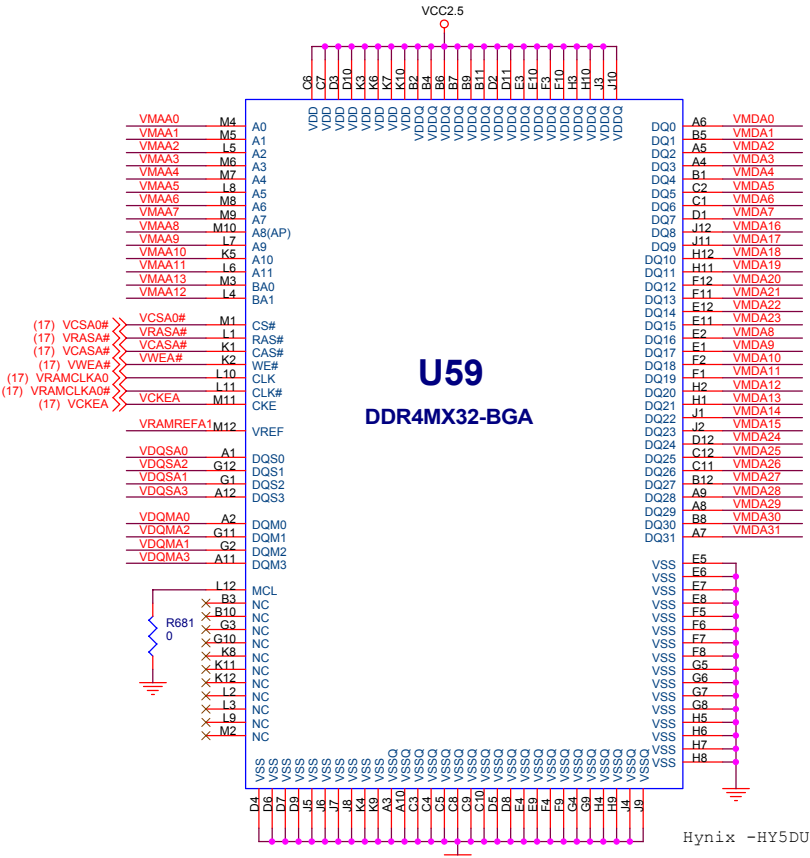 VCC2.5
C6 C7 D3 D10 K3 K6 K7 K10 B2 B4 B6 B7 B9 B11 D2 D11 E3 E10 F3 F10 H3 H10 J3 J10
VDD VDD VDD VDD VDD VDD VDD VDD VDDQ VDDQ VDDQ VDDQ VDDQ VDDQ VDDQ VDDQ VDDQ VDDQ VDDQ VDDQ VDDQ VDDQ VDDQ VDDQ
VMAA0 M4 A0 DQ0 A6 VMDA0
VMAA1 M5 A1 DQ1 B5 VMDA1
VMAA2 L5 A2 DQ2 A5 VMDA2
VMAA3 M6 A3 DQ3 A4 VMDA3
VMAA4 M7 A4 DQ4 B1 VMDA4
VMAA5 L8 A5 DQ5 C2 VMDA5
VMAA6 M8 A6 DQ6 C1 VMDA6
VMAA7 M9 A7 DQ7 D1 VMDA7
VMAA8 M10 A8(AP) DQ8 J12 VMDA16
VMAA9 L7 A9 DQ9 J11 VMDA17
VMAA10 K5 A10 DQ10 H12 VMDA18
VMAA11 L6 A11 DQ11 H11 VMDA19
VMAA13 M3 BA0 DQ12 F12 VMDA20
VMAA12 L4 BA1 DQ13 F11 VMDA21
DQ14 E12 VMDA22
(17) VCSA0# VCSA0# M1 CS# DQ15 E11 VMDA23
(17) VRASA# VRASA# L1 RAS# DQ16 E2 VMDA8
(17) VCASA# VCASA# K1 CAS# DQ17 E1 VMDA9
(17) VWEA# VWEA# K2 WE# DQ18 F2 VMDA10
(17) VRAMCLKA0 L10 CLK DQ19 F1 VMDA11
(17) VRAMCLKA0# L11 CLK# DQ20 H2 VMDA12
(17) VCKEA VCKEA M11 CKE DQ21 H1 VMDA13
U59
DQ22 J1 VMDA14
DDR4MX32-BGA
VRAMREFA1 M12 VREF DQ23 J2 VMDA15
DQ24 D12 VMDA24
VDQSA0 A1 DQS0 DQ25 C12 VMDA25
VDQSA2 G12 DQS1 DQ26 C11 VMDA26
VDQSA1 G1 DQS2 DQ27 B12 VMDA27
VDQSA3 A12 DQS3 DQ28 A9 VMDA28
DQ29 A8 VMDA29
VDQMA0 A2 DQM0 DQ30 B8 VMDA30
VDQMA2 G11 DQM1 DQ31 A7 VMDA31
VDQMA1 G2 DQM2
VDQMA3 A11 DQM3 VSS E5
VSS E6
L12 MCL VSS E7
B3 NC VSS E8
R681 B10 NC VSS F5
0 G3 NC VSS F6
G10 NC VSS F7
K8 NC VSS F8
K11 NC VSS G5
K12 NC VSS G6
L2 NC VSS G7
L3 NC VSS G8
L9 NC VSS H5
M2 NC VSS H6
VSS H7
VSS H8
VSS VSS VSS VSS VSS VSS VSS VSS VSS VSS VSSQ VSSQ VSSQ VSSQ VSSQ VSSQ VSSQ VSSQ VSSQ VSSQ VSSQ VSSQ VSSQ VSSQ VSSQ VSSQ VSSQ VSSQ VSSQ VSSQ
D4 D6 D7 D9 J5 J6 J7 J8 K4 K9 A3 A10 C3 C4 C5 C8 C9 C10 D5 D8 E4 E9 F4 F9 G4 G9 H4 H9 J4 J9
Hynix -HY5DU